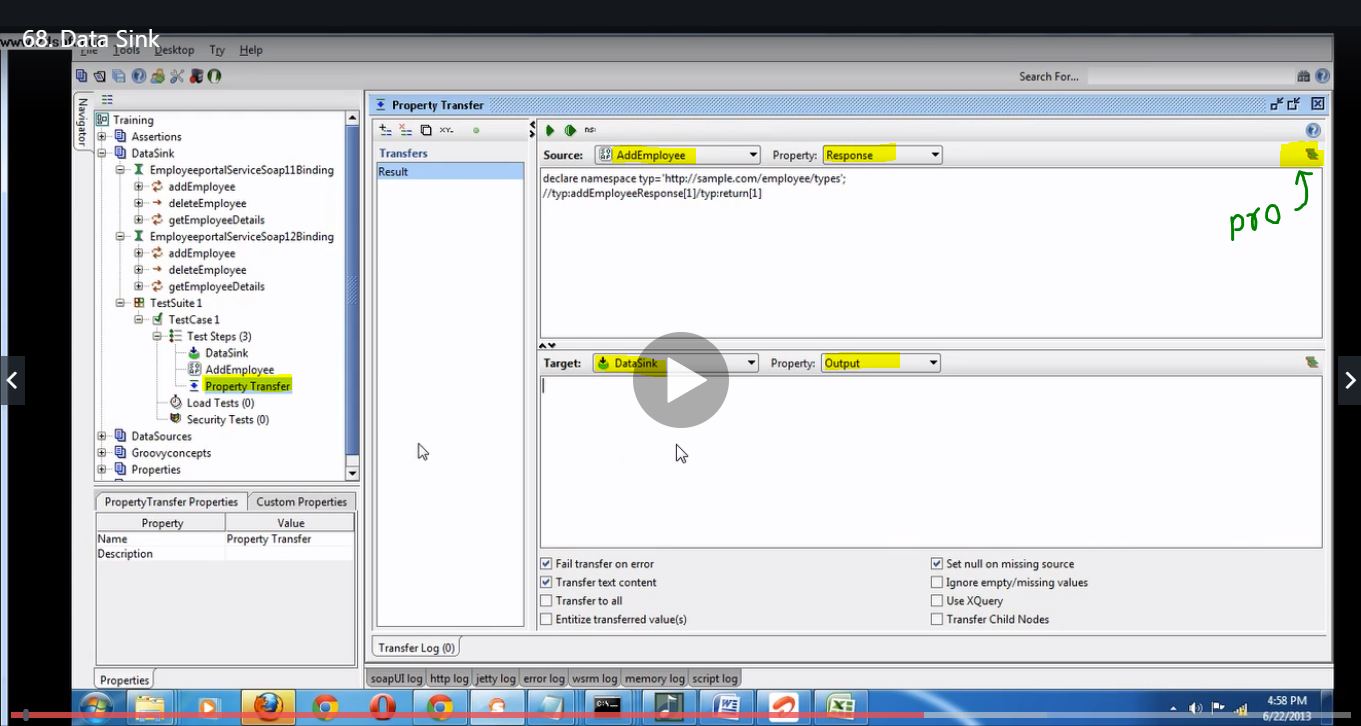 68. Data Sink
File Tools Desktop Try Help
Search For...
Navigator
Training
Assertions
DataSink
EmployeeportalServiceSoap11Binding
addEmployee
deleteEmployee
getEmployeeDetails
EmployeeportalServiceSoap12Binding
addEmployee
deleteEmployee
getEmployeeDetails
TestSuite 1
TestCase 1
Test Steps (3)
DataSink
AddEmployee
Property Transfer
Load Tests (0)
Security Tests (0)
DataSources
Groovyconcepts
Properties
PropertyTransfer Properties Custom Properties
Property Value
Name Property Transfer
Description
Properties
Property Transfer
XY- ns:
Transfers
Result
Source: AddEmployee Property: Response
declare namespace typ='http://sample.com/employee/types';
//typ:addEmployeeResponse[1]/typ:return[1]
pro
Target: DataSink Property: Output
Fail transfer on error Set null on missing source
Transfer text content Ignore empty/missing values
Transfer to all Use XQuery
Entitize transferred value(s) Transfer Child Nodes
Transfer Log (0)
soapUI log http log jetty log error log wsrm log memory log script log
4:58 PM
6/22/2013